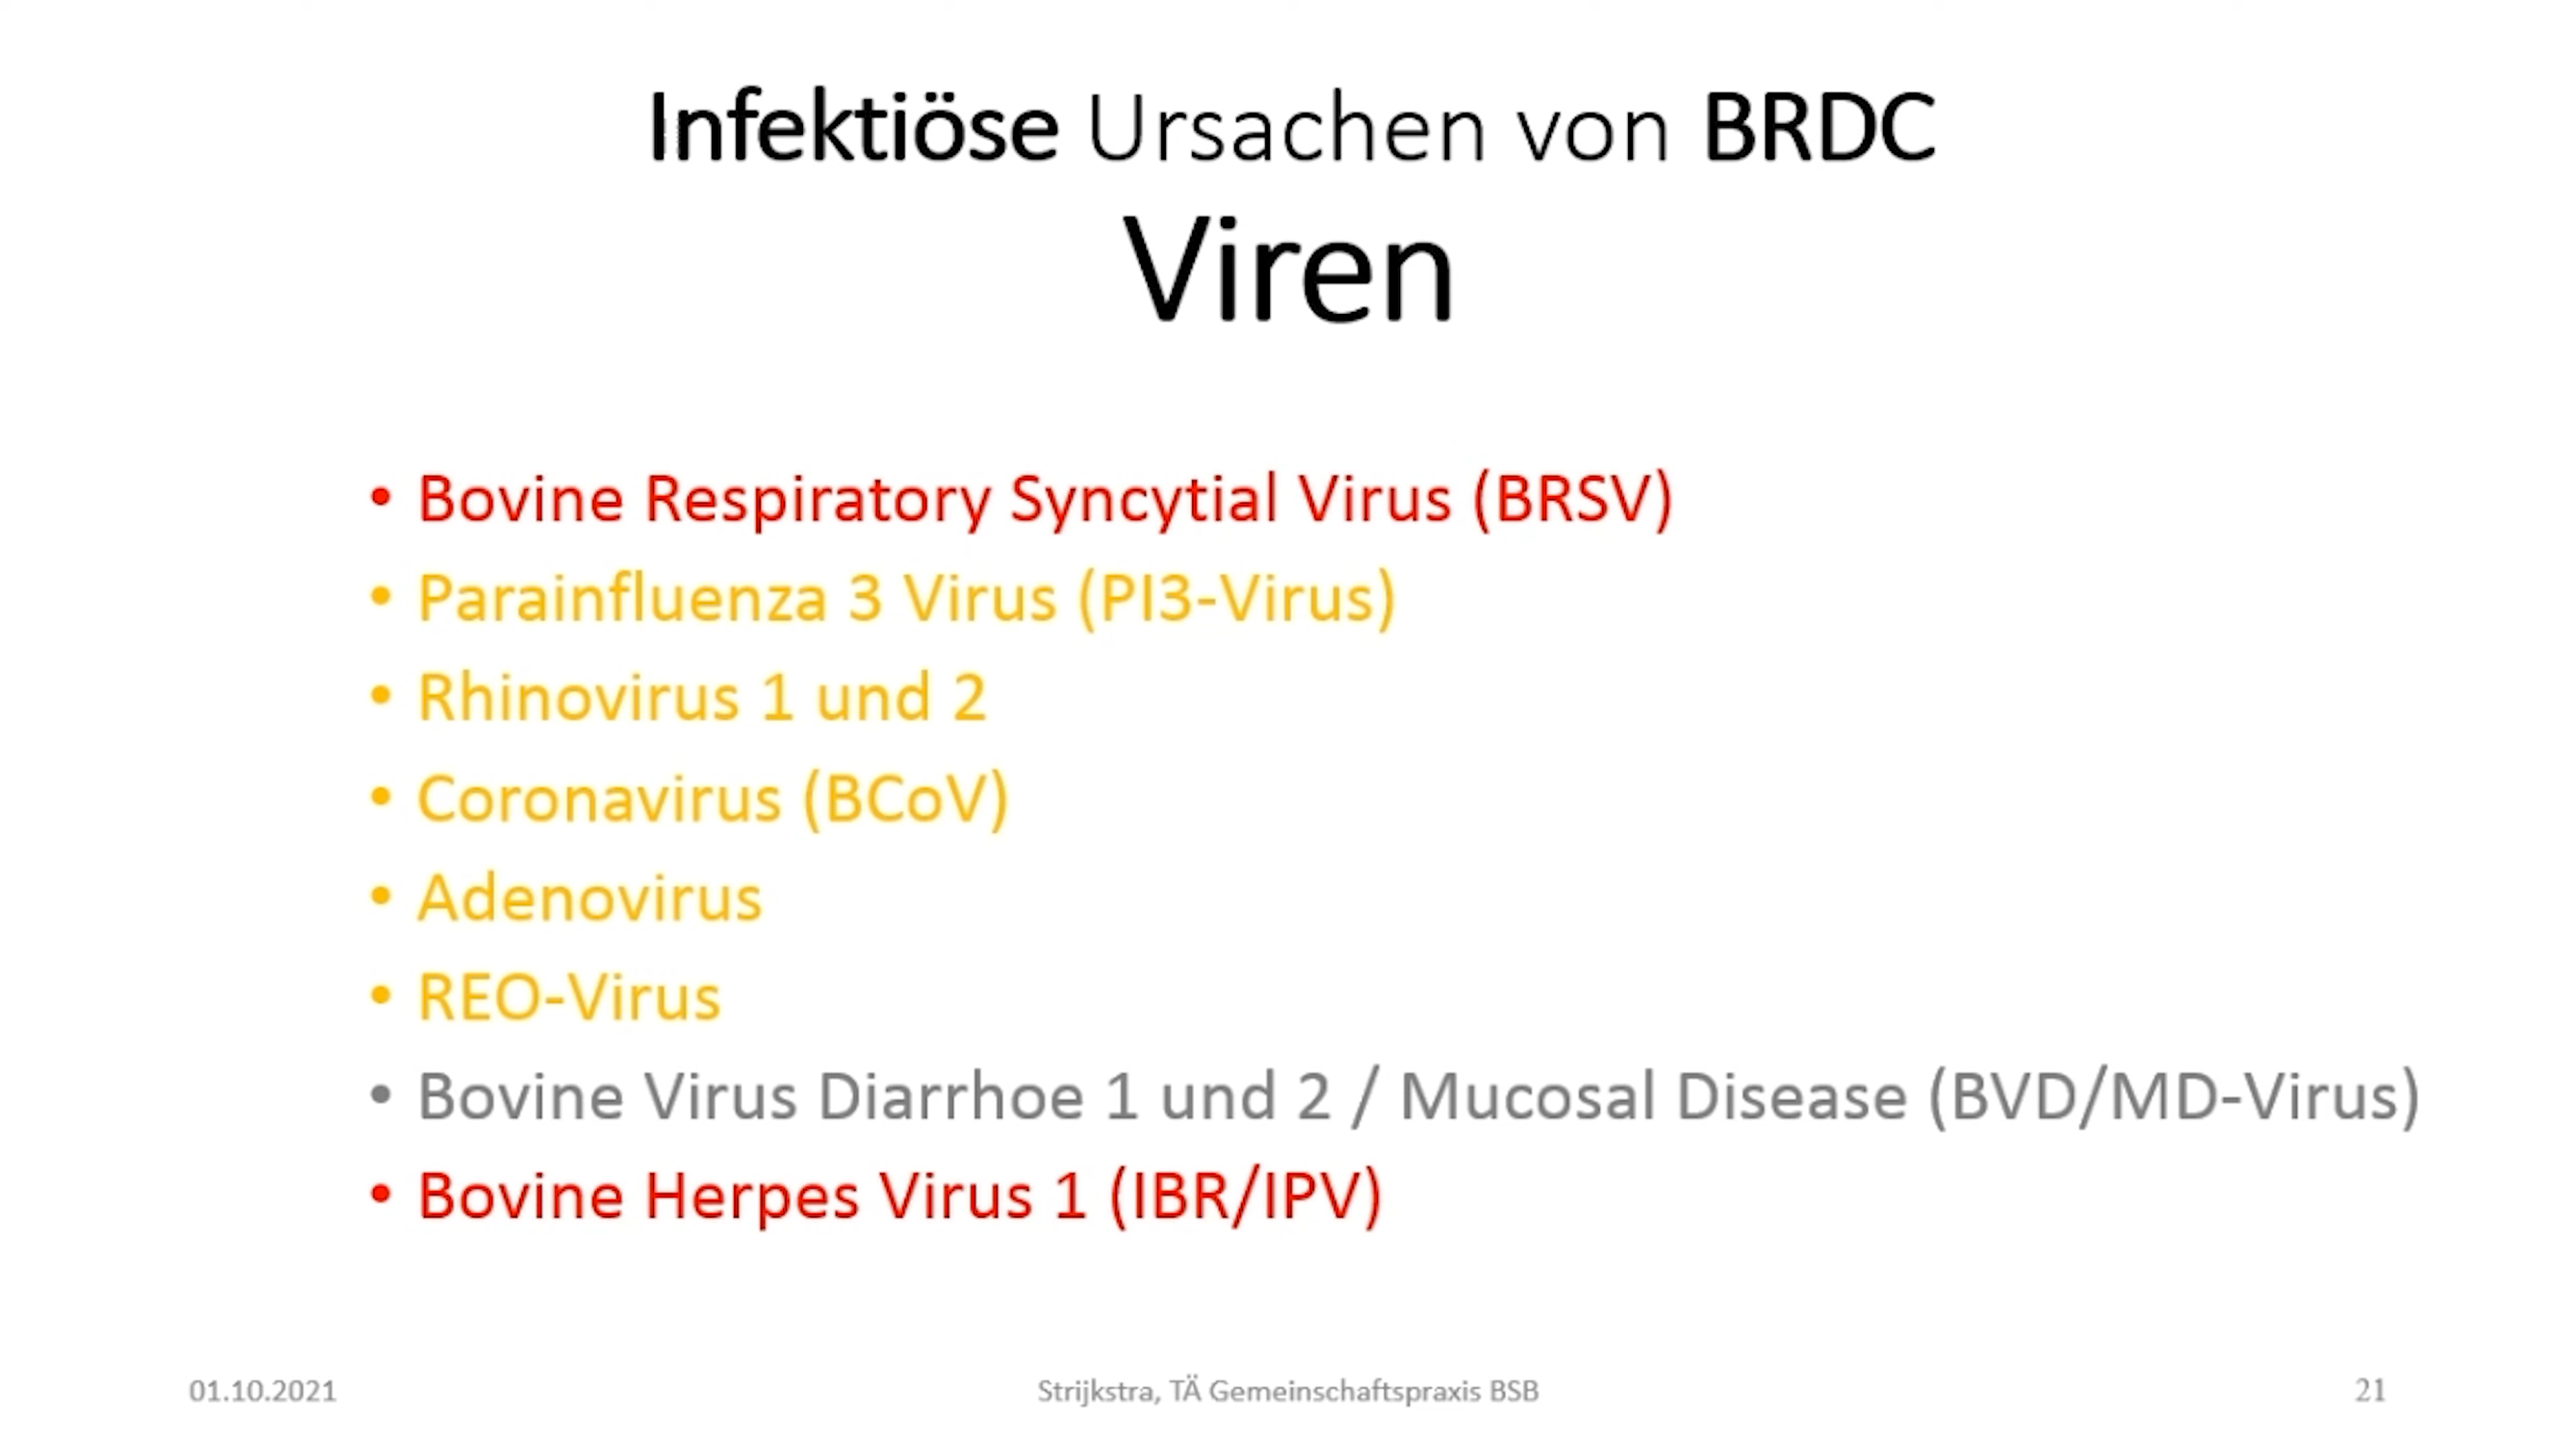 Infektiöse Ursachen von BRDC
Viren
• Bovine Respiratory Syncytial Virus (BRSV)
• Parainfluenza 3 Virus (PI3-Virus)
• Rhinovirus 1 und 2
• Coronavirus (BCoV)
• Adenovirus
• REO-Virus
• Bovine Virus Diarrhoe 1 und 2 / Mucosal Disease (BVD/MD-Virus)
• Bovine Herpes Virus 1 (IBR/IPV)
01.10.2021
Strijkstra, TÄ Gemeinschaftspraxis BSB
21